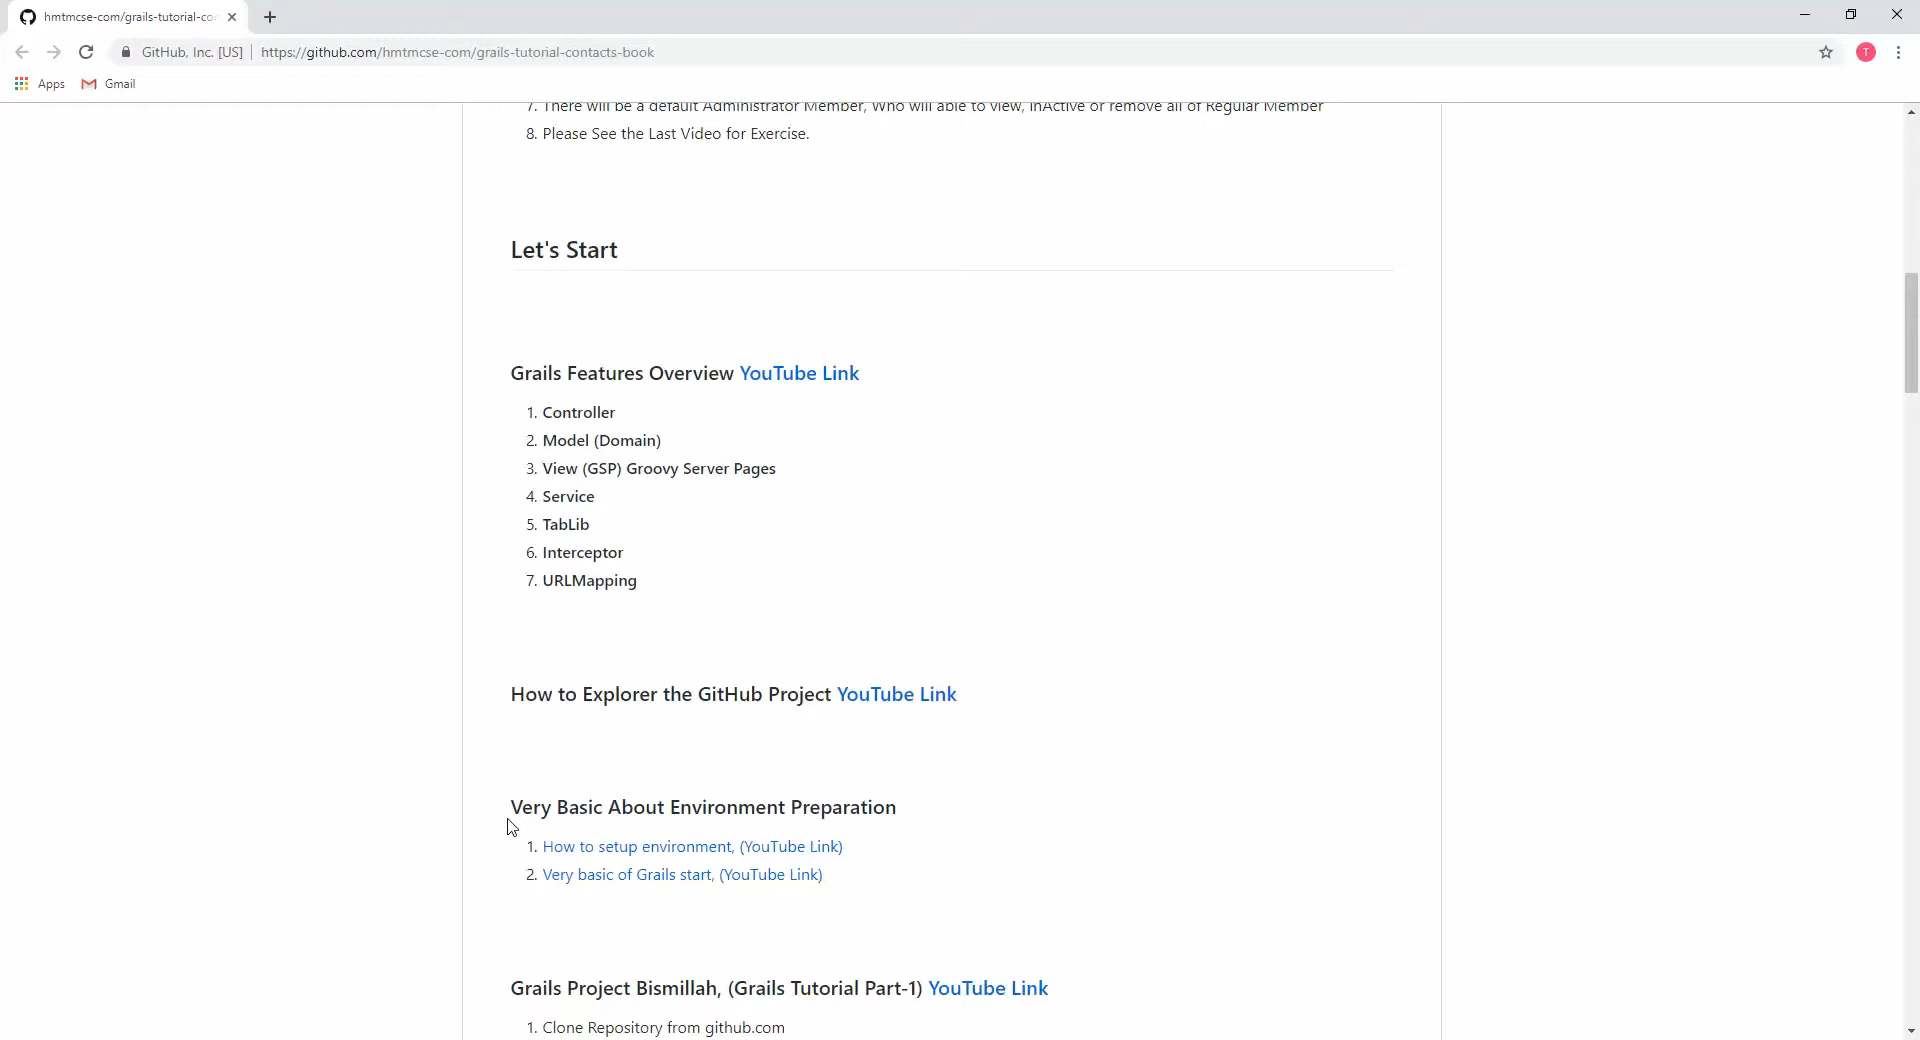 hmtmcse-com/grails-tutorial-co
GitHub, Inc. [US] | https://github.com/hmtmcse-com/grails-tutorial-contacts-book
T
Apps Gmail
7. There will be a default Administrator Member, Who will able to view, InActive or remove all of Regular Member
8. Please See the Last Video for Exercise.
Let's Start
Grails Features Overview YouTube Link
1. Controller
2. Model (Domain)
3. View (GSP) Groovy Server Pages
4. Service
5. TabLib
6. Interceptor
7. URLMapping
How to Explorer the GitHub Project YouTube Link
Very Basic About Environment Preparation
1. How to setup environment, (YouTube Link)
2. Very basic of Grails start, (YouTube Link)
Grails Project Bismillah, (Grails Tutorial Part-1) YouTube Link
1. Clone Repository from github.com